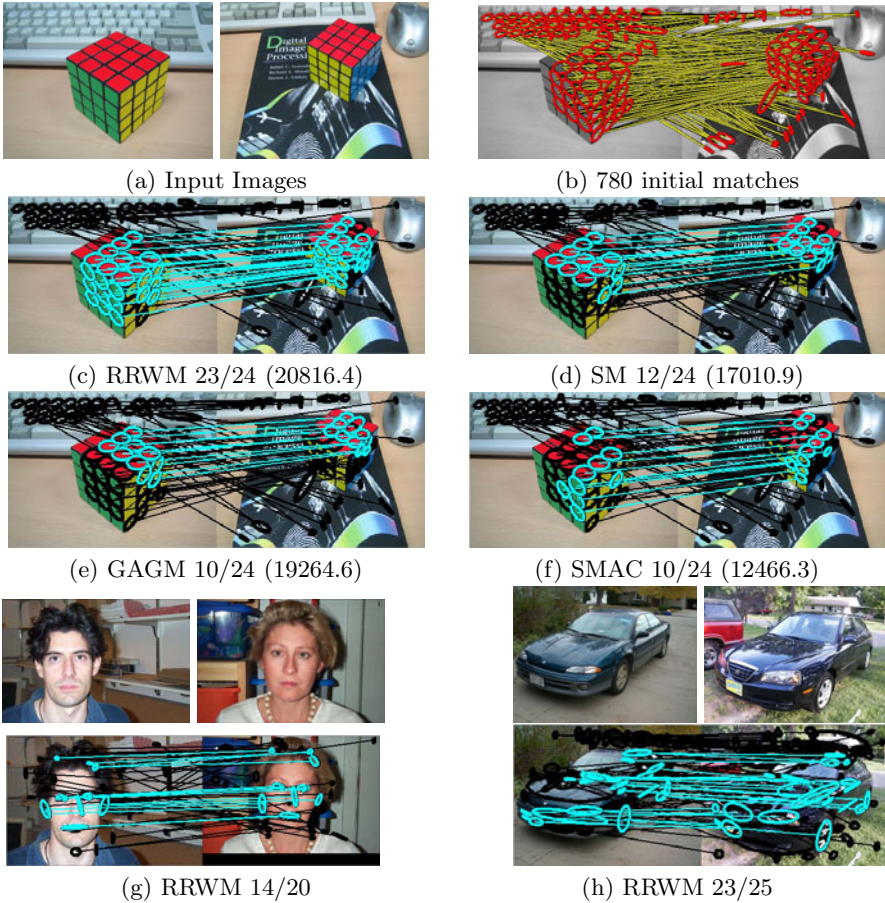 Digital
Image
Processi
(a) Input Images
(b) 780 initial matches
(c) RRWM 23/24 (20816.4)
(d) SM 12/24 (17010.9)
(e) GAGM 10/24 (19264.6)
(f) SMAC 10/24 (12466.3)
(g) RRWM 14/20
(h) RRWM 23/25